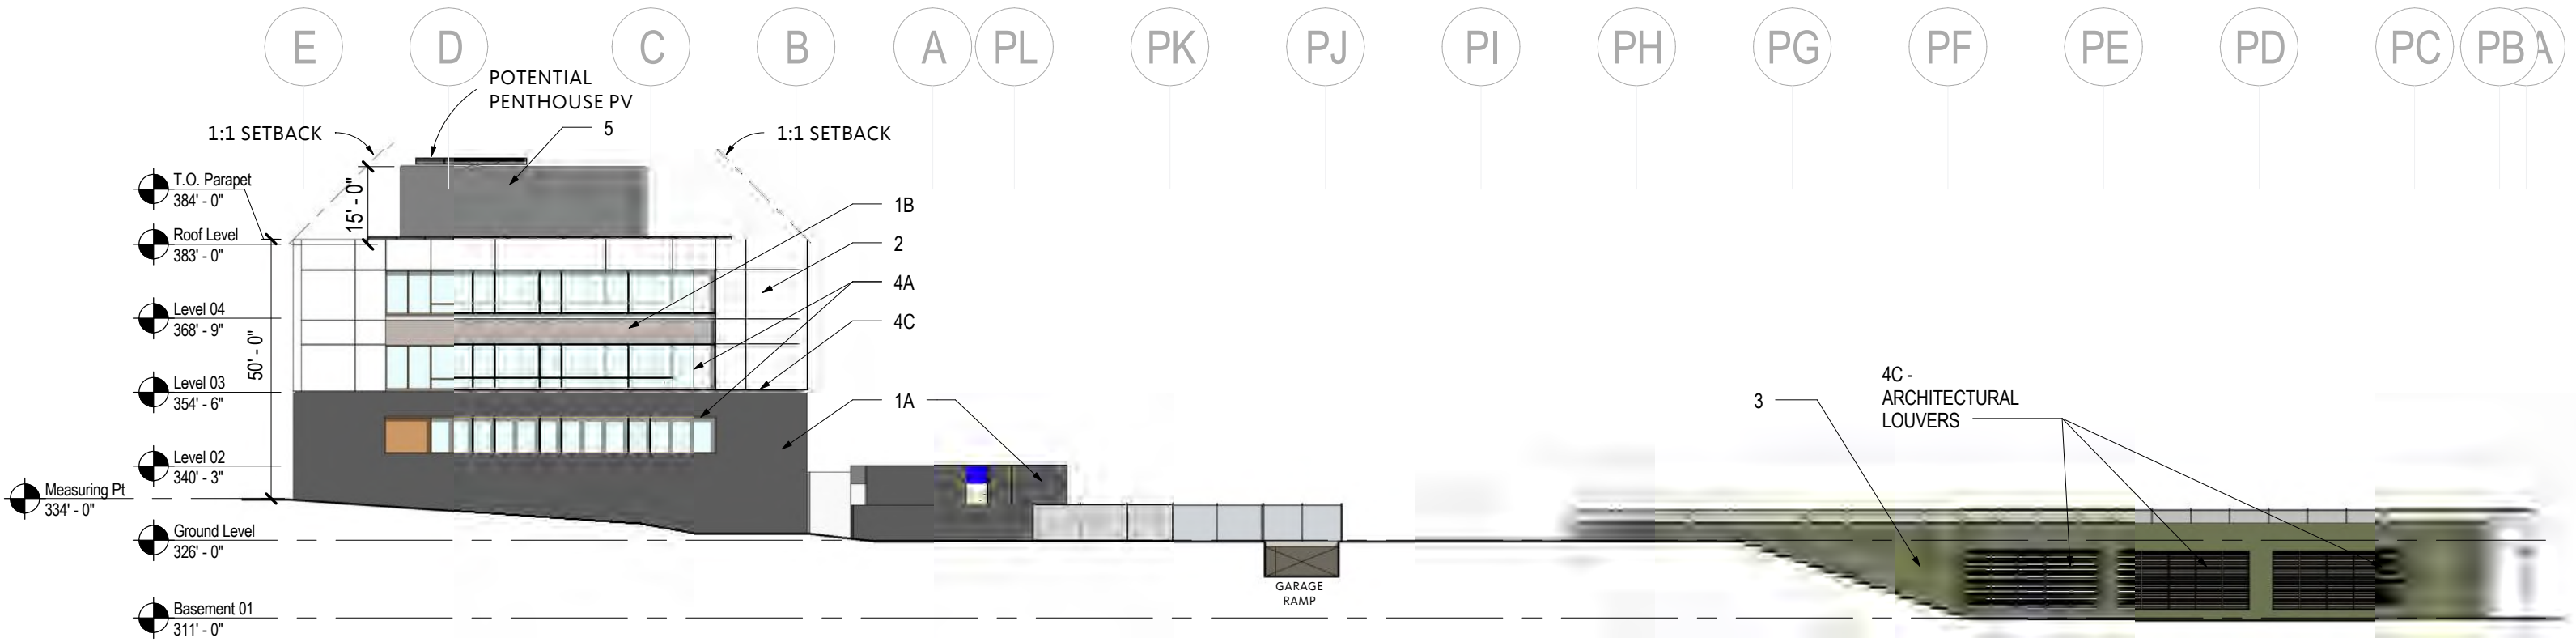 E D C B A PL PK PJ PI PH PG PF PE PD PC PB A
POTENTIAL
PENTHOUSE PV
1:1 SETBACK
5
1:1 SETBACK
T.O. Parapet
384' - 0"
15' - 0"
1B
Roof Level
383' - 0"
2
4A
Level 04
368' - 9"
4C
50' - 0"
Level 03
354' - 6"
1A
3
4C -
ARCHITECTURAL
LOUVERS
Level 02
340' - 3"
Measuring Pt
334' - 0"
Ground Level
326' - 0"
GARAGE
RAMP
Basement 01
311' - 0"